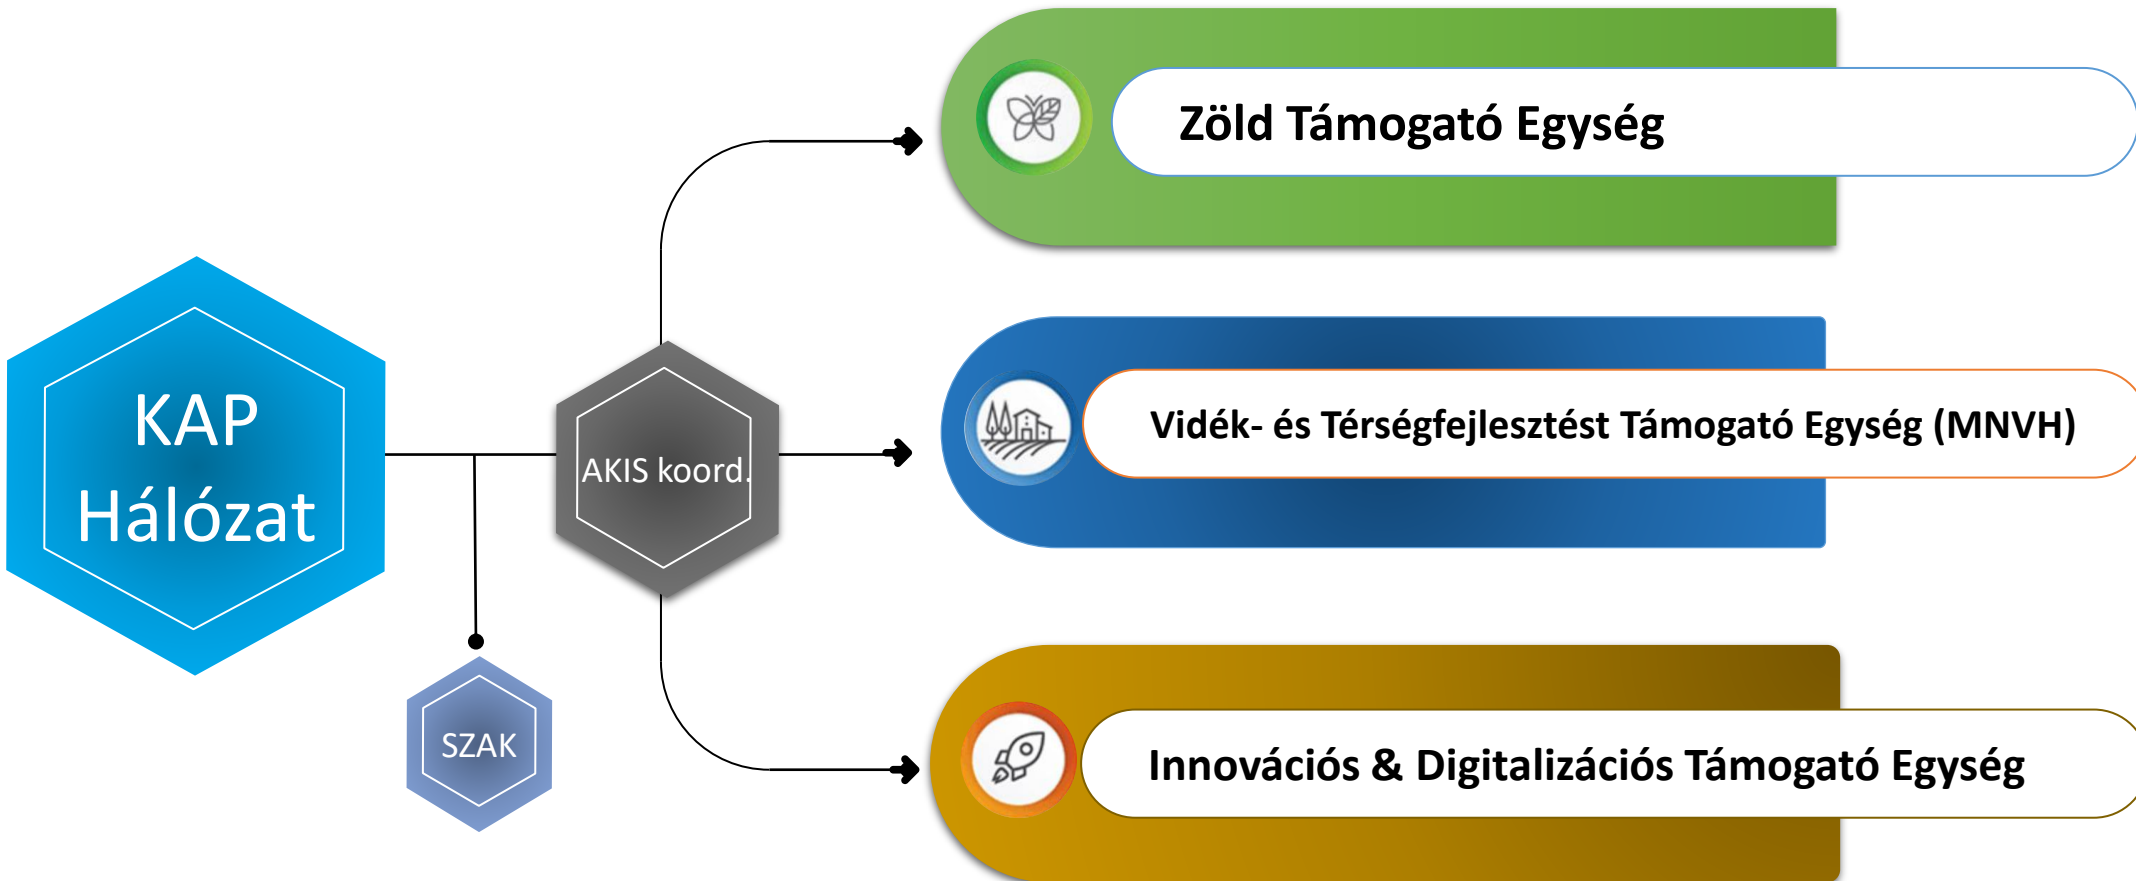 KAP
Hálózat
AKIS koord.
SZAK
Zöld Támogató Egység
Vidék- és Térségfejlesztést Támogató Egység (MNVH)
Innovációs & Digitalizációs Támogató Egység